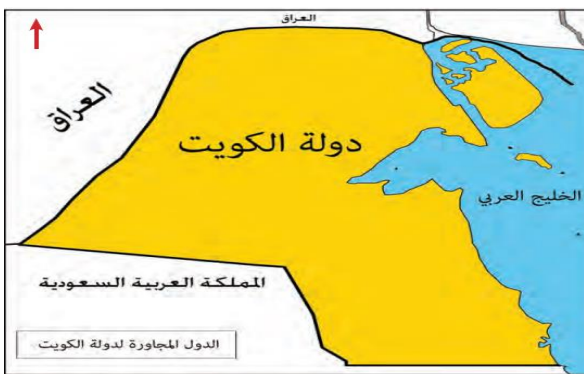 العراق
العراق
دولة الكويت
الخليج العربي
المملكة العربية السعودية
الدول المجاورة لدولة الكويت